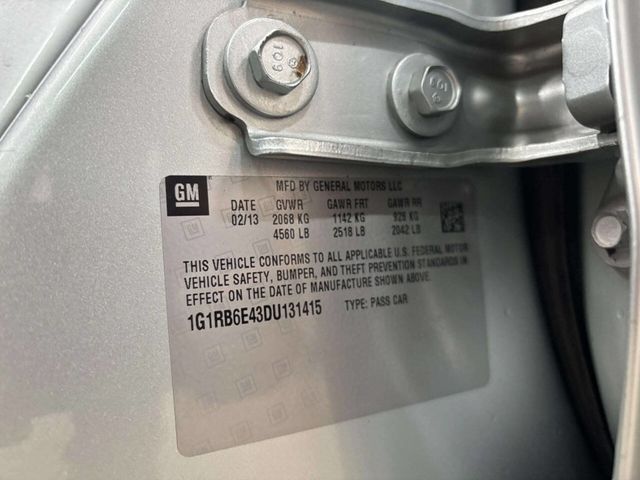 109
109
GM
MFD BY GENERAL MOTORS LLC
DATE GVWR GAWR FRT GAWR RR
02/13 2068 KG 1142 KG 926 KG
4560 LB 2518 LB 2042 LB
THIS VEHICLE CONFORMS TO ALL APPLICABLE U.S. FEDERAL MOTOR
VEHICLE SAFETY, BUMPER, AND THEFT PREVENTION STANDARDS IN
EFFECT ON THE DATE OF MANUFACTURE SHOWN ABOVE.
1G1RB6E43DU131415 TYPE: PASS CAR